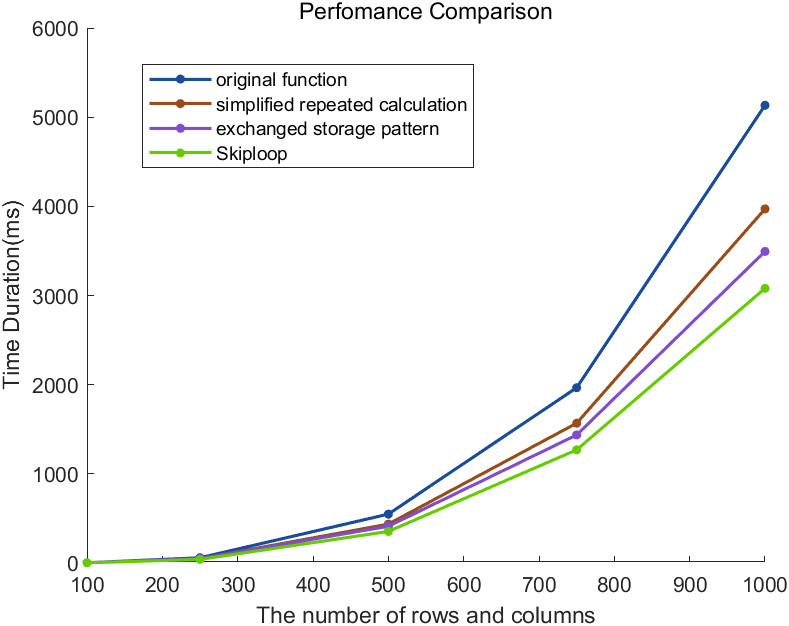 Perfomance Comparison
6000
5000
4000
3000
2000
1000
0
Time Duration(ms)
original function
simplified repeated calculation
exchanged storage pattern
Skiploop
100 200 300 400 500 600 700 800 900 1000
The number of rows and columns